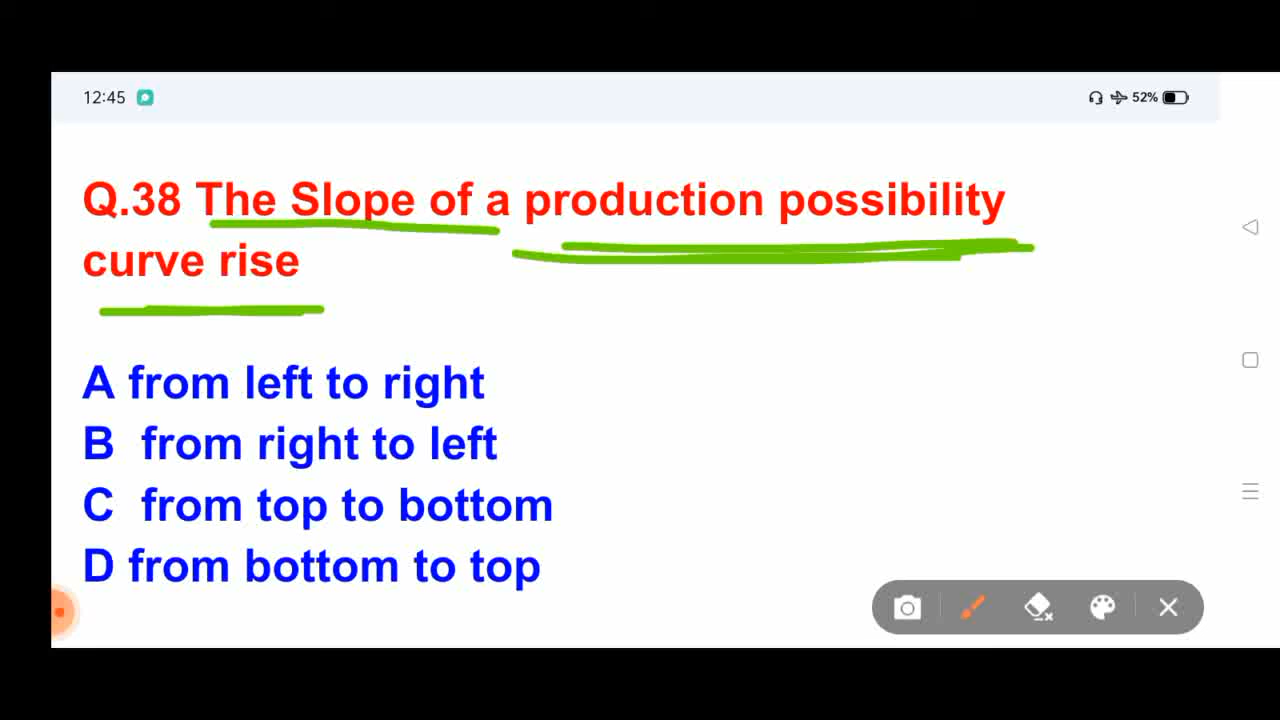 12:45
52%
Q.38 The Slope of a production possibility
curve rise
A from left to right
B from right to left
C from top to bottom
D from bottom to top